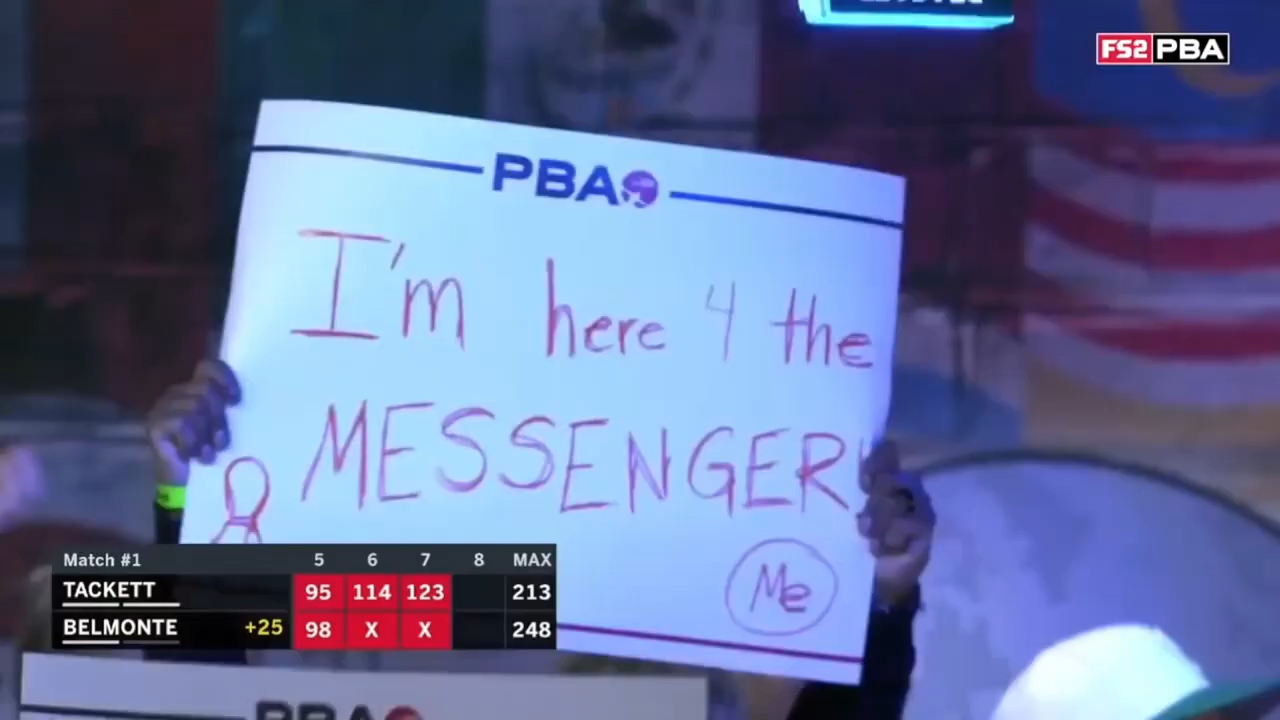 FS2 PBA
PBA
I'm here 4 the
MESSENGER
Me
Match #1 5 6 7 8 MAX
TACKETT 95 114 123 213
BELMONTE +25 98 X X 248
PBA